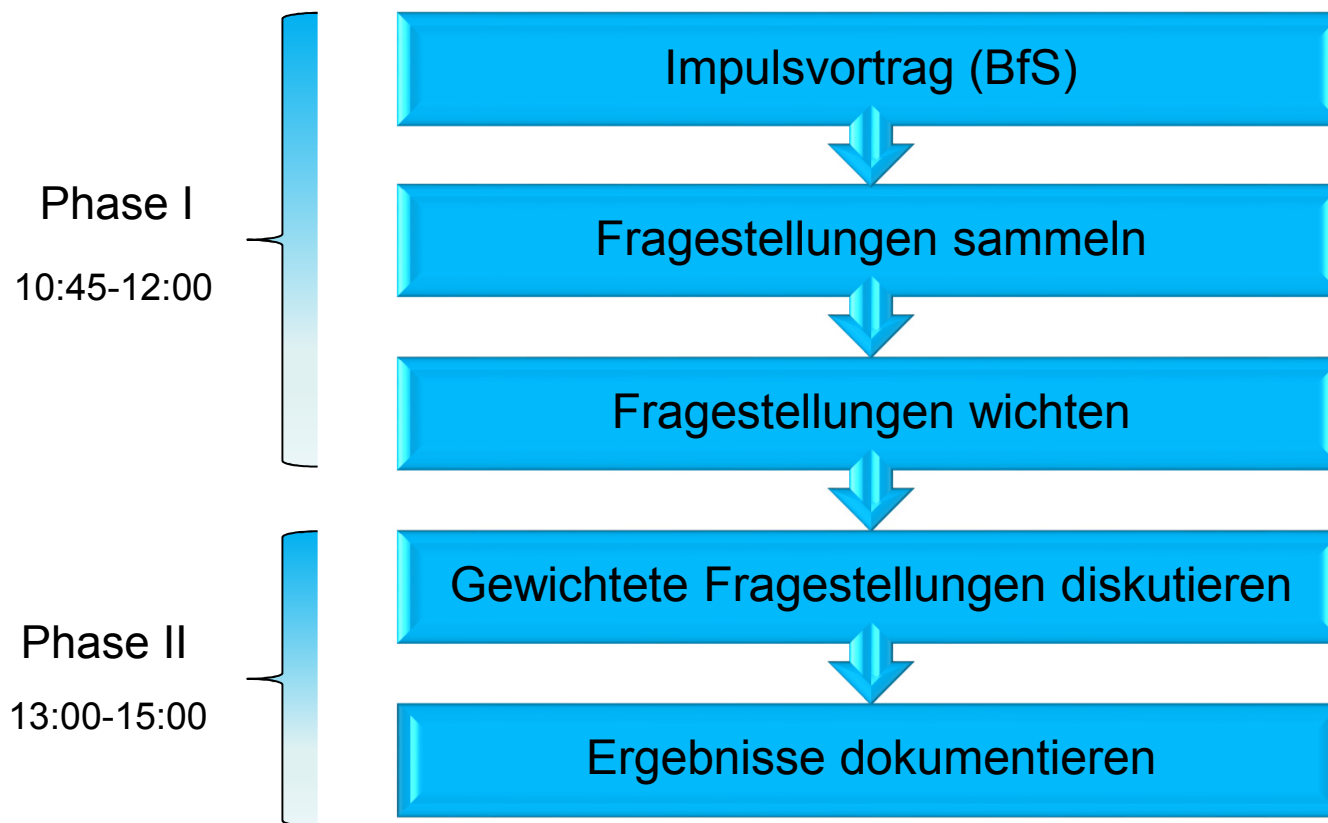 Phase I
10:45-12:00
Impulsvortrag (BfS)
Fragestellungen sammeln
Fragestellungen wichten
Phase II
13:00-15:00
Gewichtete Fragestellungen diskutieren
Ergebnisse dokumentieren